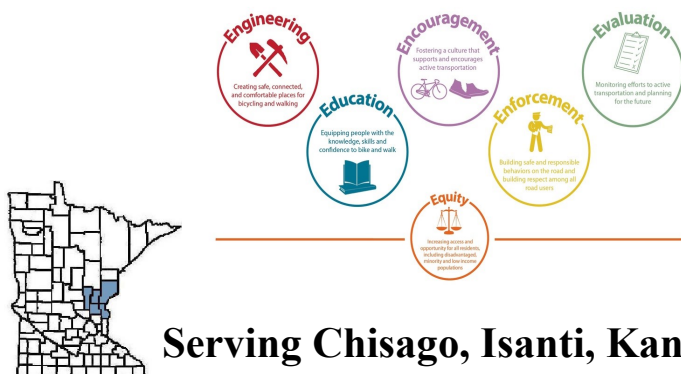 Engineering
Creating safe, connected,
and comfortable places for
bicycling and walking
Education
Equipping people with the
knowledge, skills and
confidence to bike and walk
Encouragement
Fostering a culture that
supports and encourages
active transportation
Enforcement
Building safe and responsible
behaviors on the road and
building respect among all
road users
Evaluation
Monitoring efforts to active
transportation and planning
for the future
Equity
Increasing access and
opportunity for all residents,
including disadvantaged,
minority and low income
populations
Serving Chisago, Isanti, Kan